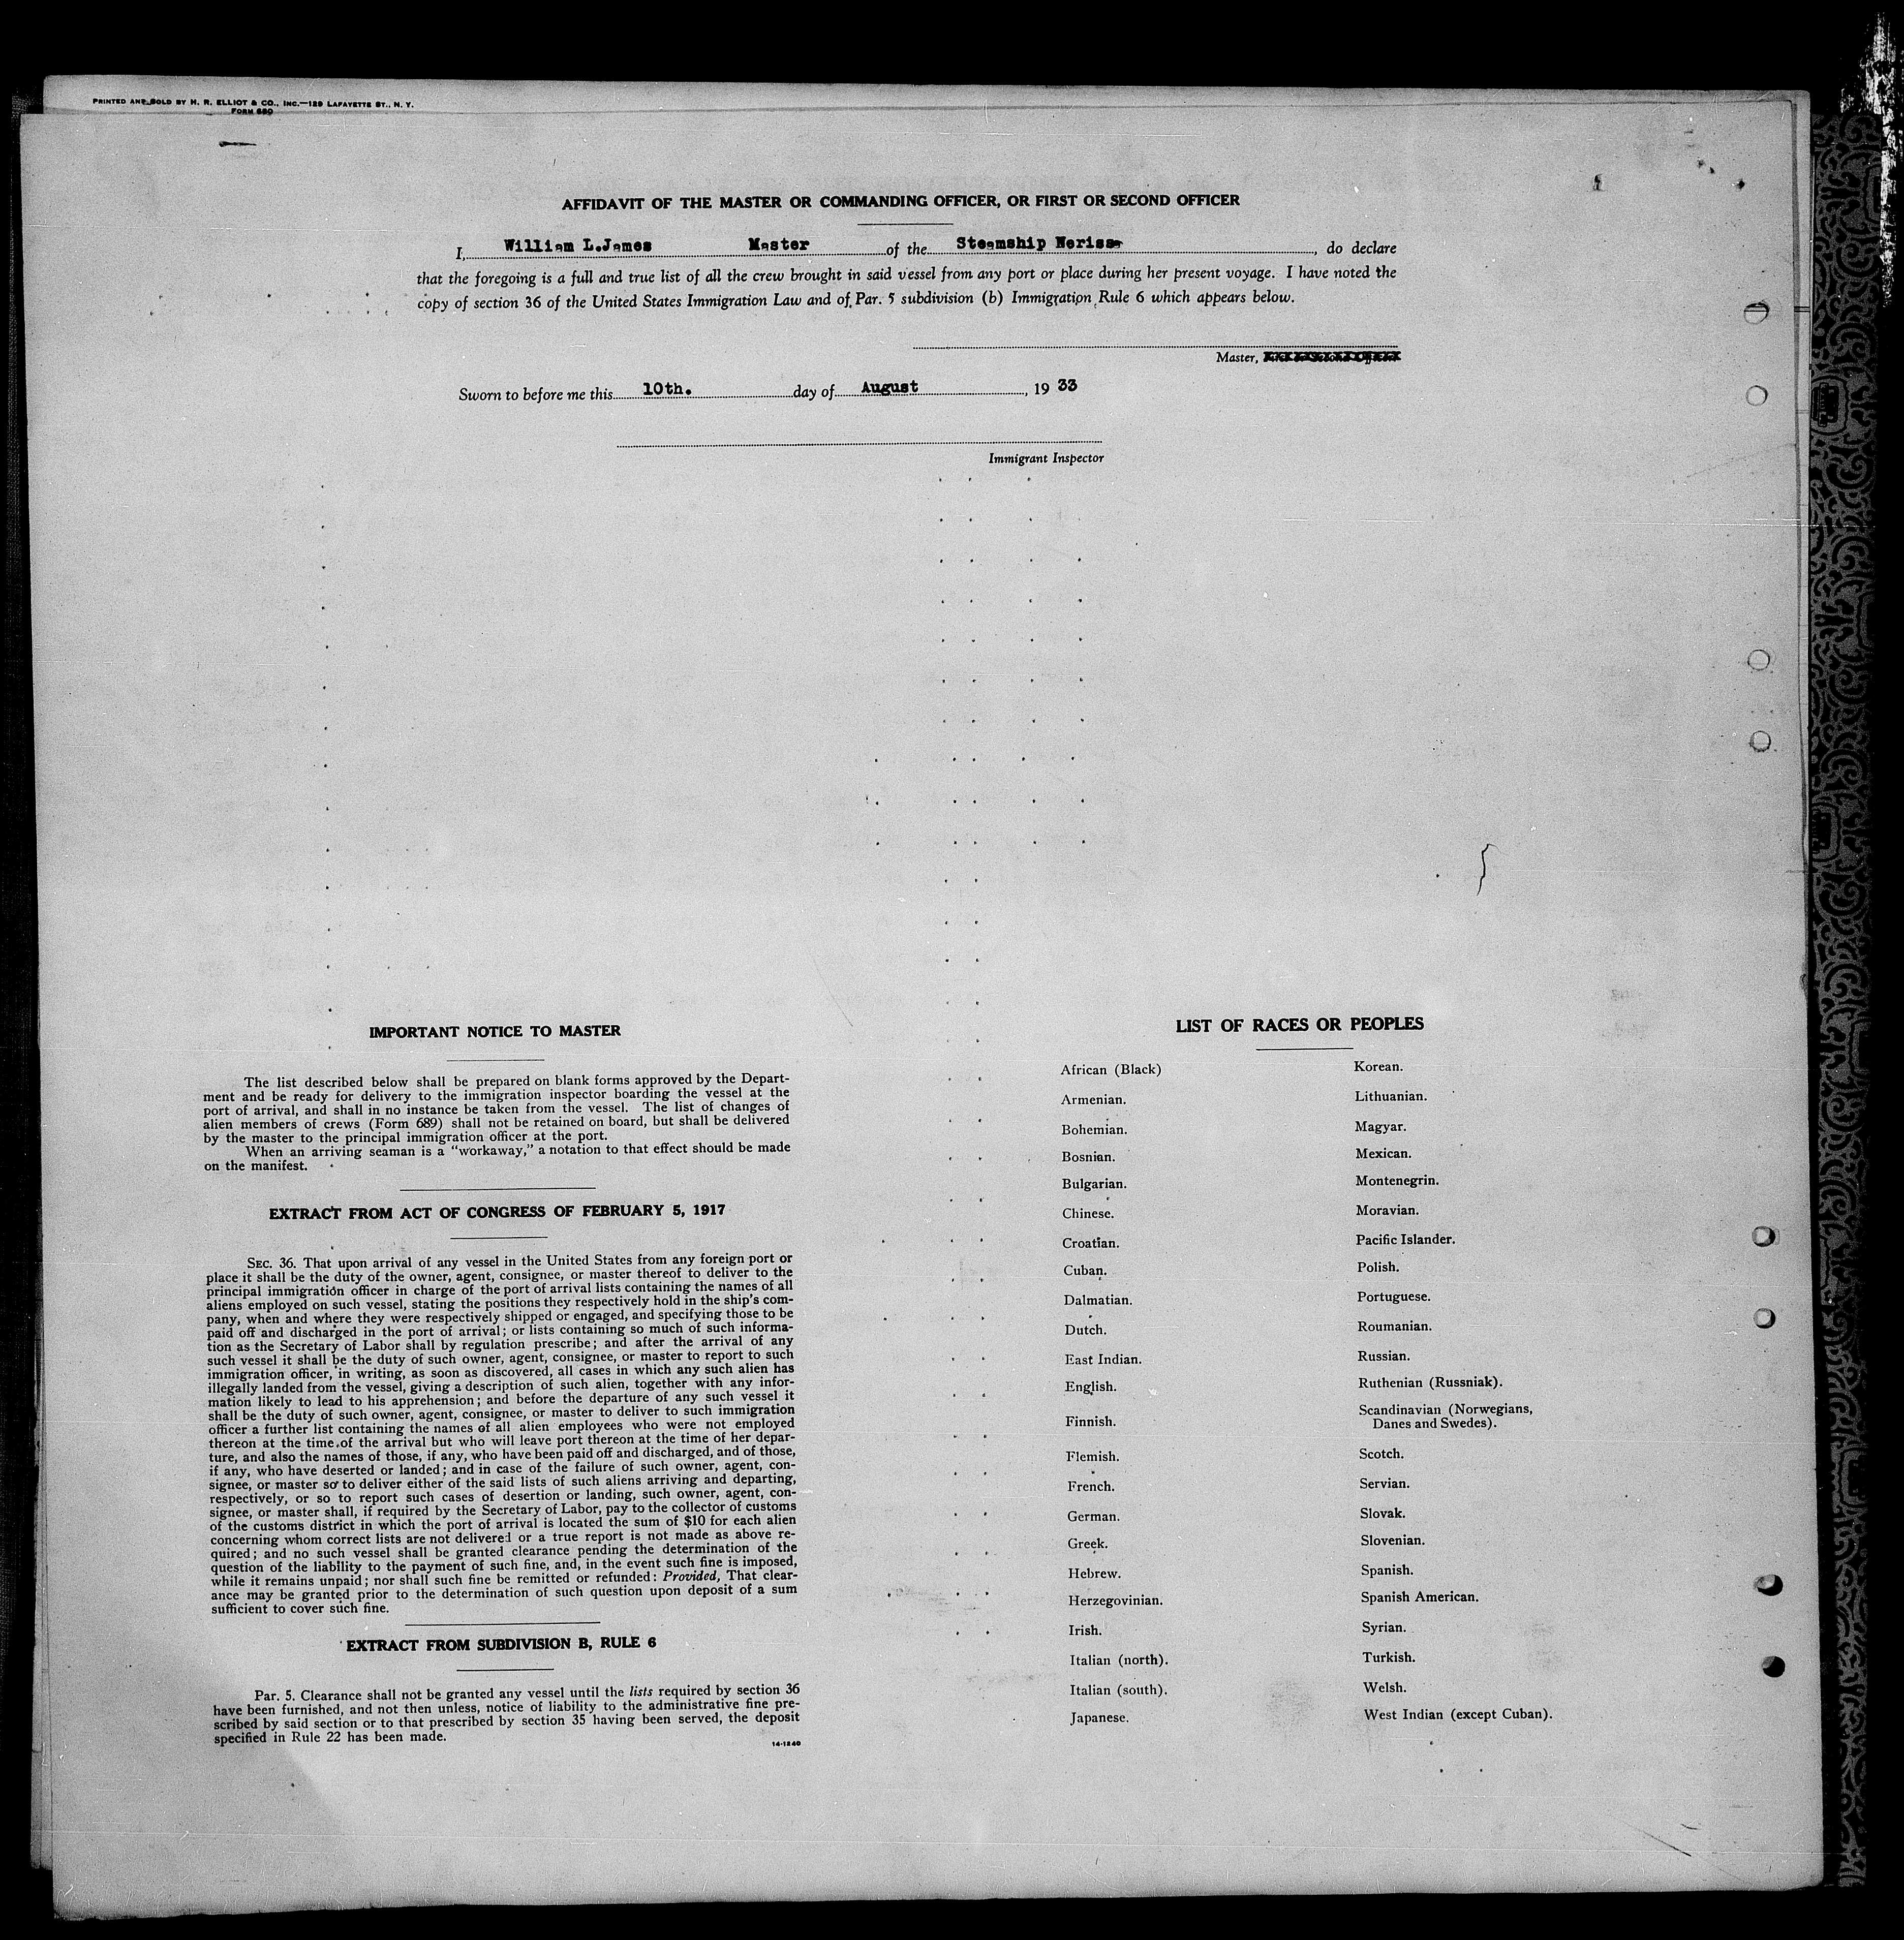 PRINTED AND SOLD BY H. R. ELLIOT & CO., INC.—129 LAFAYETTE ST., N. Y.
FORM 680
AFFIDAVIT OF THE MASTER OR COMMANDING OFFICER, OR FIRST OR SECOND OFFICER
I, William L.James Master of the Steamship Nerissa, do declare
that the foregoing is a full and true list of all the crew brought in said vessel from any port or place during her present voyage. I have noted the
copy of section 36 of the United States Immigration Law and of Par. 5 subdivision (b) Immigration Rule 6 which appears below.
Master,
Sworn to before me this 10th. day of August, 1933
Immigrant Inspector
IMPORTANT NOTICE TO MASTER
The list described below shall be prepared on blank forms approved by the Depart-
ment and be ready for delivery to the immigration inspector boarding the vessel at the
port of arrival, and shall in no instance be taken from the vessel. The list of changes of
alien members of crews (Form 689) shall not be retained on board, but shall be delivered
by the master to the principal immigration officer at the port.
When an arriving seaman is a "workaway," a notation to that effect should be made
on the manifest.
EXTRACT FROM ACT OF CONGRESS OF FEBRUARY 5, 1917
SEC. 36. That upon arrival of any vessel in the United States from any foreign port or
place it shall be the duty of the owner, agent, consignee, or master thereof to deliver to the
principal immigration officer in charge of the port of arrival lists containing the names of all
aliens employed on such vessel, stating the positions they respectively hold in the ship's com-
pany, when and where they were respectively shipped or engaged, and specifying those to be
paid off and discharged in the port of arrival; or lists containing so much of such informa-
tion as the Secretary of Labor shall by regulation prescribe; and after the arrival of any
such vessel it shall be the duty of such owner, agent, consignee, or master to report to such
immigration officer, in writing, as soon as discovered, all cases in which any such alien has
illegally landed from the vessel, giving a description of such alien, together with any infor-
mation likely to lead to his apprehension; and before the departure of any such vessel it
shall be the duty of such owner, agent, consignee, or master to deliver to such immigration
officer a further list containing the names of all alien employees who were not employed
thereon at the time of the arrival but who will leave port thereon at the time of her depar-
ture, and also the names of those, if any, who have been paid off and discharged, and of those,
if any, who have deserted or landed; and in case of the failure of such owner, agent, con-
signee, or master so to deliver either of the said lists of such aliens arriving and departing,
respectively, or so to report such cases of desertion or landing, such owner, agent, con-
signee, or master shall, if required by the Secretary of Labor, pay to the collector of customs
of the customs district in which the port of arrival is located the sum of $10 for each alien
concerning whom correct lists are not delivered or a true report is not made as above re-
quired; and no such vessel shall be granted clearance pending the determination of the
question of the liability to the payment of such fine, and, in the event such fine is imposed,
while it remains unpaid; nor shall such fine be remitted or refunded: Provided, That clear-
ance may be granted prior to the determination of such question upon deposit of a sum
sufficient to cover such fine.
EXTRACT FROM SUBDIVISION B, RULE 6
Par. 5. Clearance shall not be granted any vessel until the lists required by section 36
have been furnished, and not then unless, notice of liability to the administrative fine pre-
scribed by said section or to that prescribed by section 35 having been served, the deposit
specified in Rule 22 has been made.
14-1240
LIST OF RACES OR PEOPLES
African (Black)
Armenian.
Bohemian.
Bosnian.
Bulgarian.
Chinese.
Croatian.
Cuban.
Dalmatian.
Dutch.
East Indian.
English.
Finnish.
Flemish.
French.
German.
Greek.
Hebrew.
Herzegovinian.
Irish.
Italian (north).
Italian (south).
Japanese.
Korean.
Lithuanian.
Magyar.
Mexican.
Montenegrin.
Moravian.
Pacific Islander.
Polish.
Portuguese.
Roumanian.
Russian.
Ruthenian (Russniak).
Scandinavian (Norwegians,
Danes and Swedes).
Scotch.
Servian.
Slovak.
Slovenian.
Spanish.
Spanish American.
Syrian.
Turkish.
Welsh.
West Indian (except Cuban).